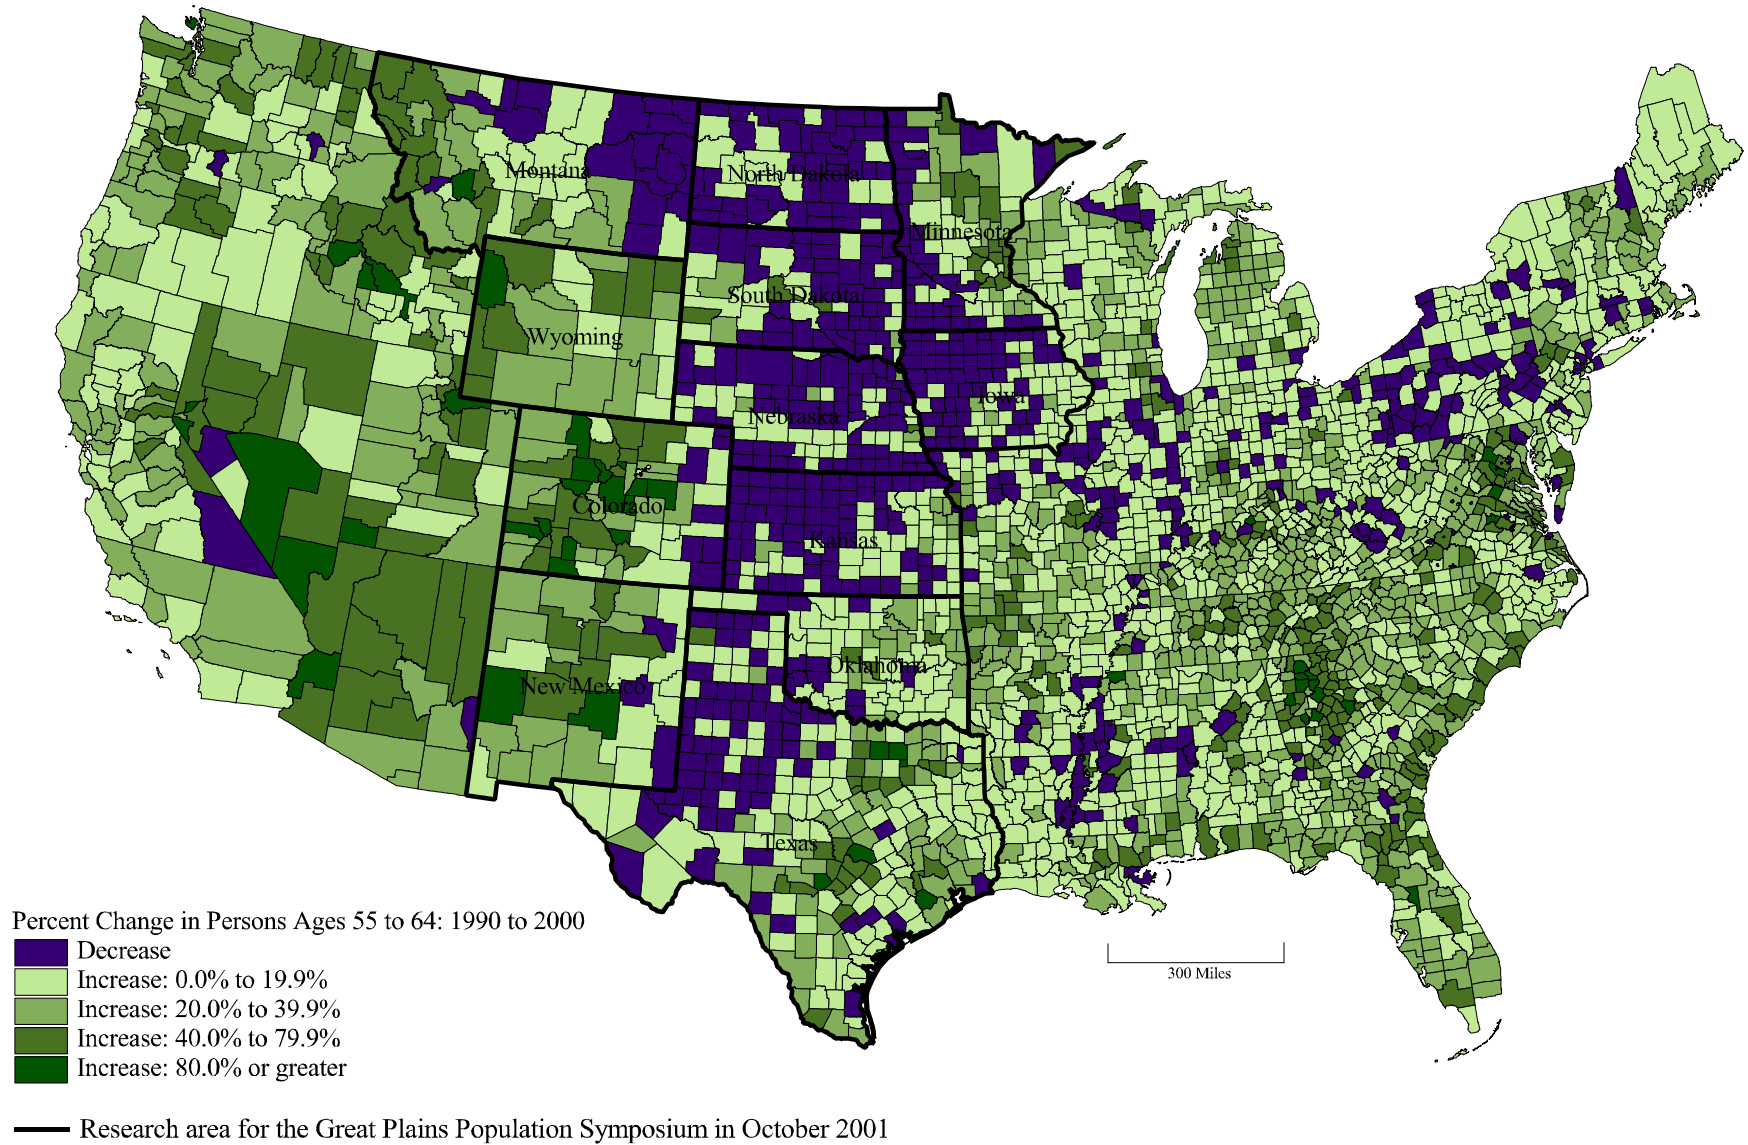 Montana
North Dakota
Minnesota
South Dakota
Wyoming
Iowa
Nebraska
Colorado
Kansas
Oklahoma
New Mexico
Texas
Percent Change in Persons Ages 55 to 64: 1990 to 2000
Decrease
Increase: 0.0% to 19.9%
Increase: 20.0% to 39.9%
Increase: 40.0% to 79.9%
Increase: 80.0% or greater
300 Miles
Research area for the Great Plains Population Symposium in October 2001